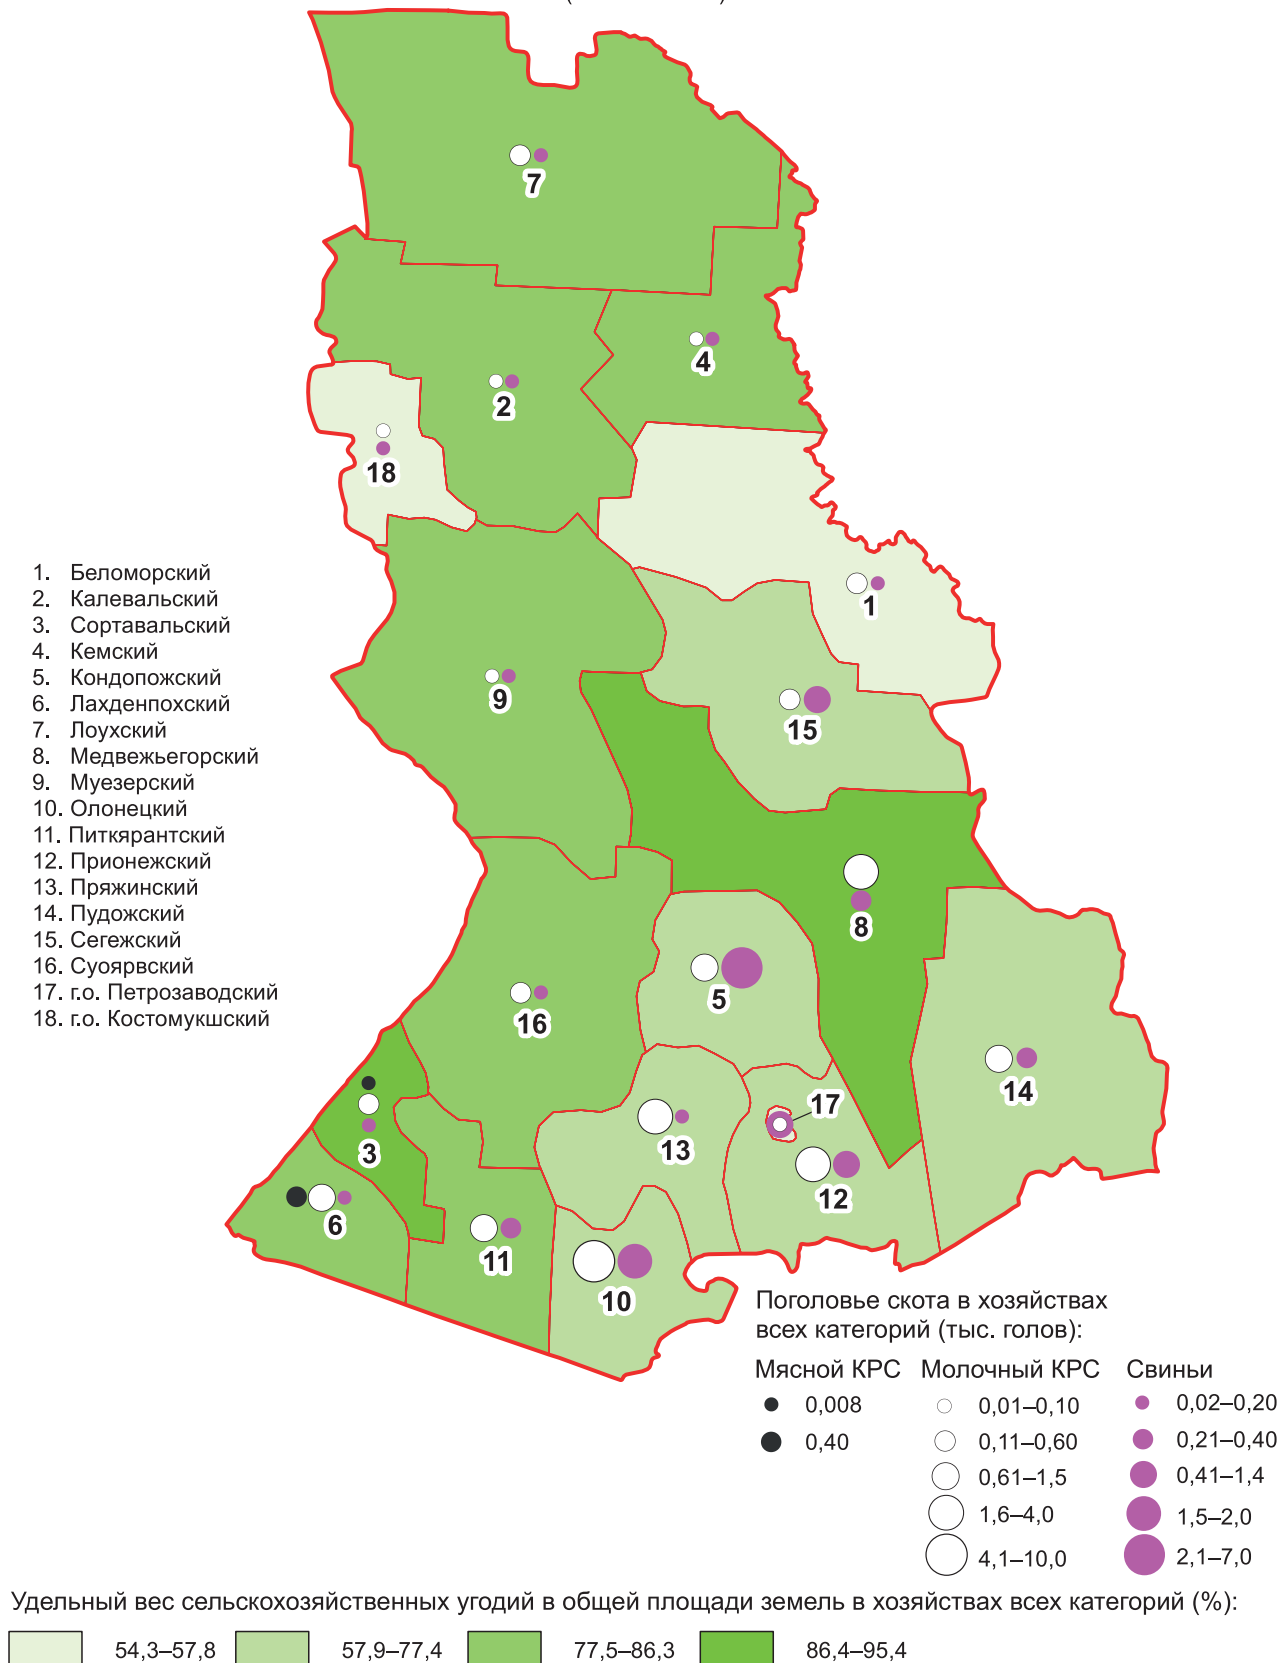 7
4
2
18
1. Беломорский
2. Калевальский
3. Сортавальский
4. Кемский
5. Кондопожский
6. Лахденпохский
7. Лоухский
8. Медвежьегорский
9. Муезерский
10. Олонецкий
11. Питкярантский
12. Прионежский
13. Пряжинский
14. Пудожский
15. Сегежский
16. Суоярвский
17. г.о. Петрозаводский
18. г.о. Костомукшский
1
9
15
8
5
16
14
17
13
3
12
6
11
10
Поголовье скота в хозяйствах
всех категорий (тыс. голов):
Мясной КРС Молочный КРС Свиньи
0,008 0,01–0,10 0,02–0,20
0,40 0,11–0,60 0,21–0,40
0,61–1,5 0,41–1,4
1,6–4,0 1,5–2,0
4,1–10,0 2,1–7,0
Удельный вес сельскохозяйственных угодий в общей площади земель в хозяйствах всех категорий (%):
54,3–57,8 57,9–77,4 77,5–86,3 86,4–95,4